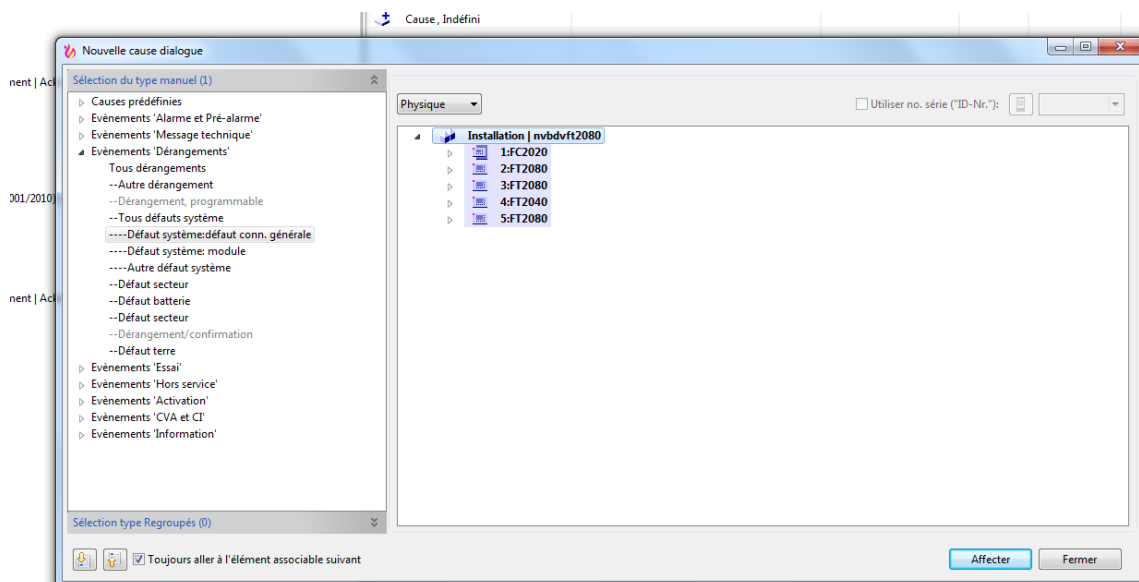 Cause , Indéfini
Nouvelle cause dialogue
nent | Ack
001/2010)
nent | Ack
Sélection du type manuel (1)
Causes prédéfinies
Evènements 'Alarme et Pré-alarme'
Evènements 'Message technique'
Evènements 'Dérangements'
Tous dérangements
--Autre dérangement
--Dérangement, programmable
--Tous défauts système
----Défaut système:défaut conn. générale
----Défaut système: module
----Autre défaut système
--Défaut secteur
--Défaut batterie
--Défaut secteur
--Dérangement/confirmation
--Défaut terre
Evènements 'Essai'
Evènements 'Hors service'
Evènements 'Activation'
Evènements 'CVA et CI'
Evènements 'Information'
Sélection type Regroupés (0)
Physique
Utiliser no. série ("ID-Nr."):
Installation | nvbdvft2080
1:FC2020
2:FT2080
3:FT2080
4:FT2040
5:FT2080
Toujours aller à l'élément associable suivant
Affecter
Fermer